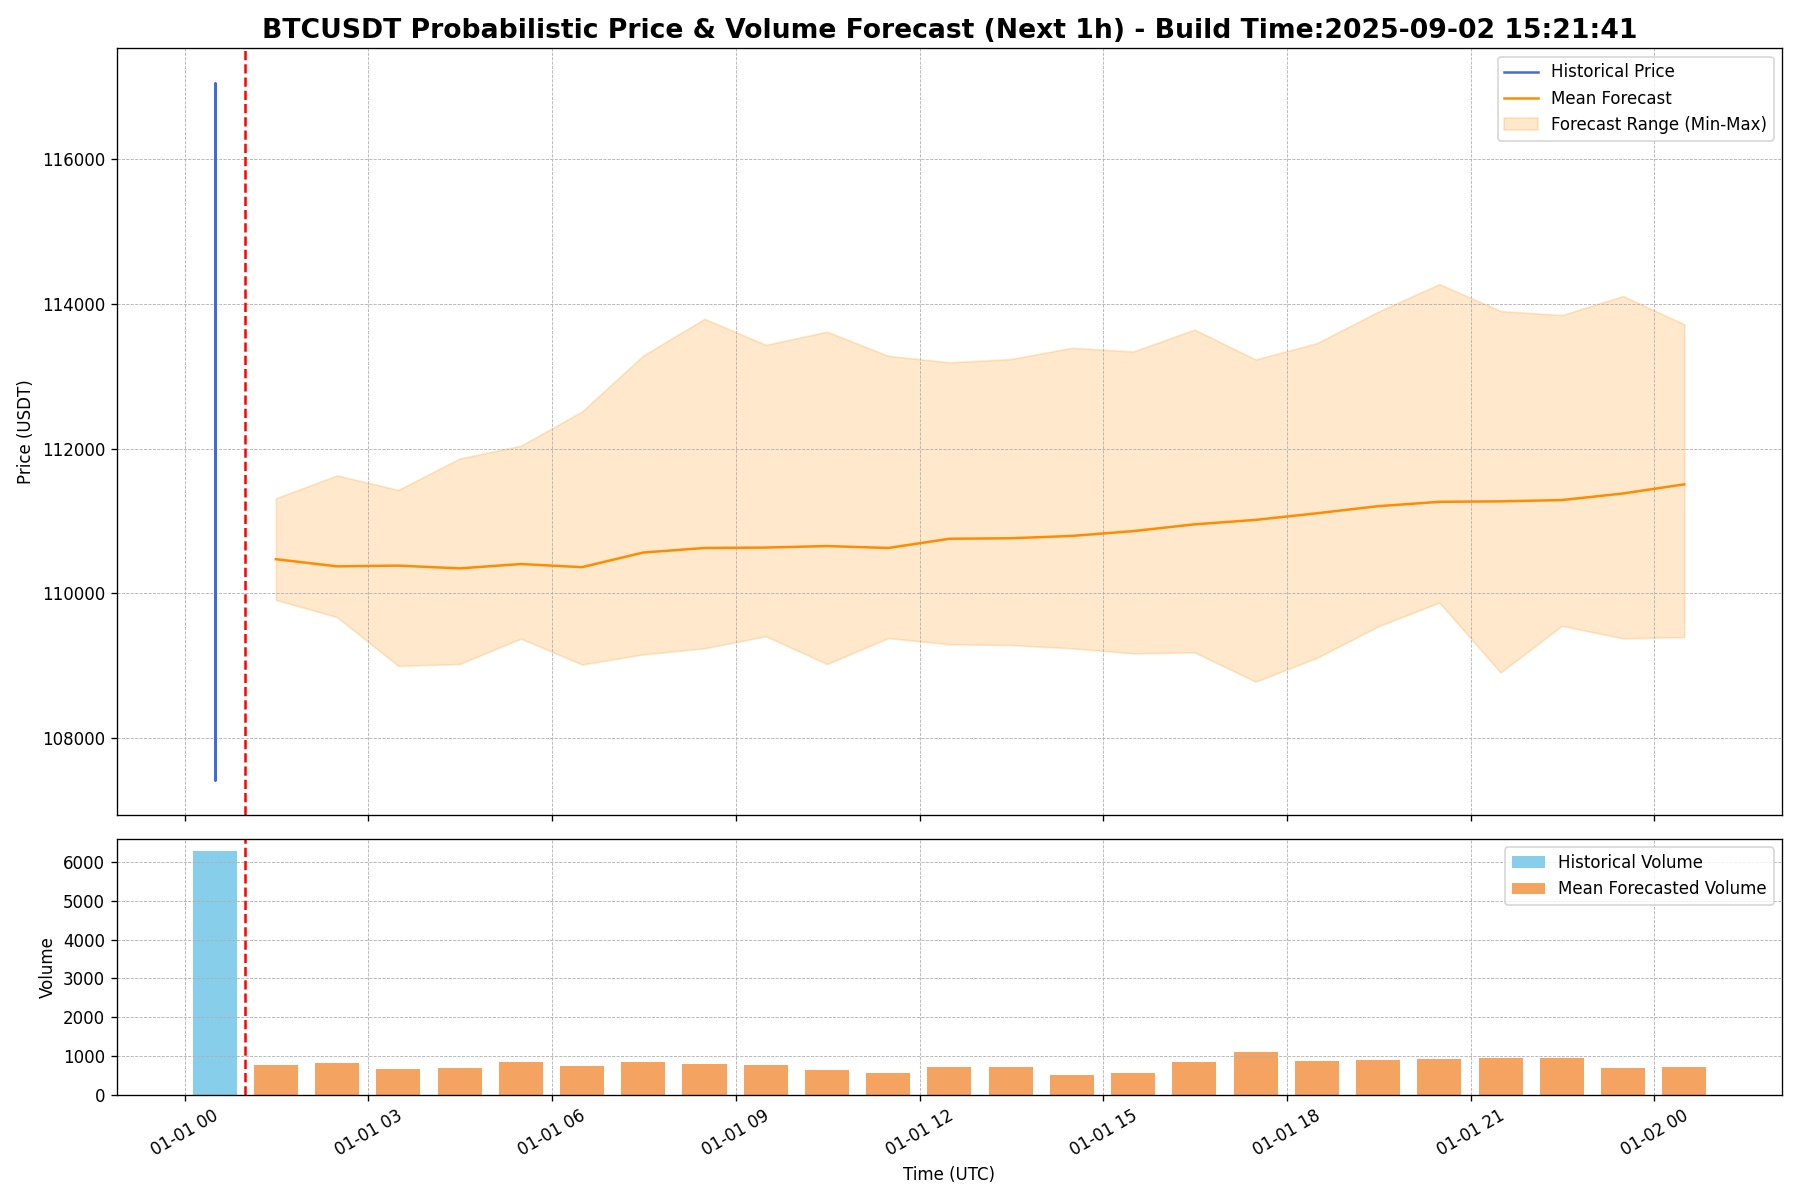 BTCUSDT Probabilistic Price & Volume Forecast (Next 1h) - Build Time:2025-09-02 15:21:41
Historical Price
Mean Forecast
Forecast Range (Min-Max)
116000
114000
112000
110000
108000
Price (USDT)
Historical Volume
Mean Forecasted Volume
6000
5000
4000
3000
2000
1000
0
Volume
01-01 00
01-01 03
01-01 06
01-01 09
01-01 12
01-01 15
01-01 18
01-01 21
01-02 00
Time (UTC)